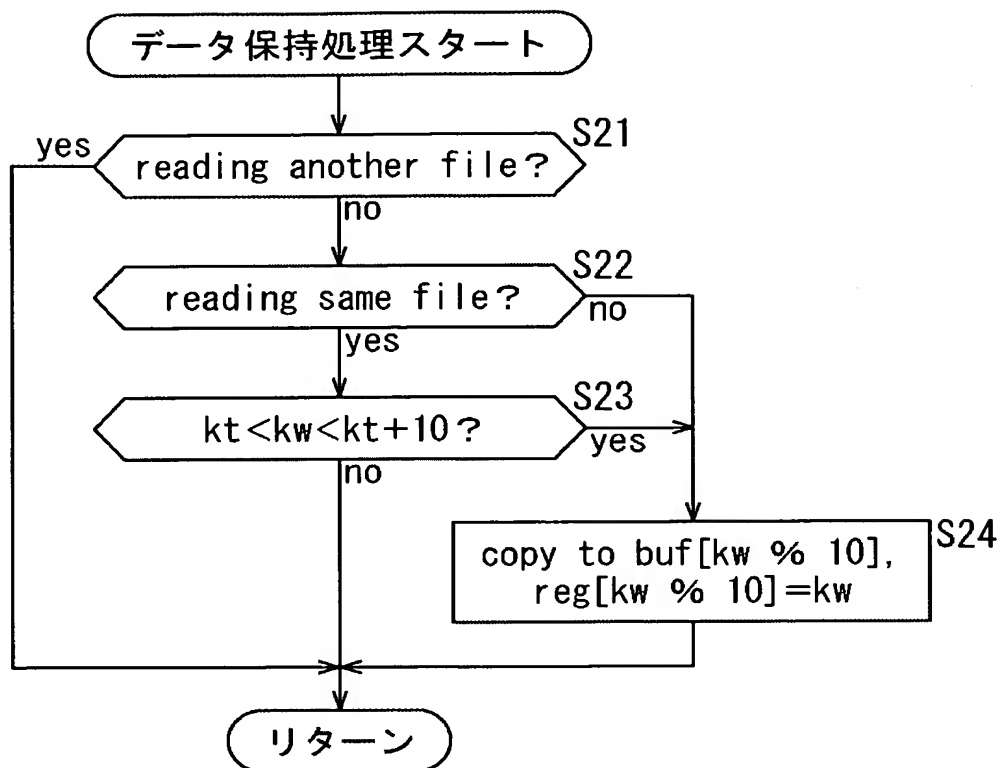 データ保持処理スタート
S21
yes
reading another file?
no
S22
reading same file?
no
yes
S23
kt<kw<kt+10?
yes
no
S24
copy to buf[kw % 10],
reg[kw % 10]=kw
リターン